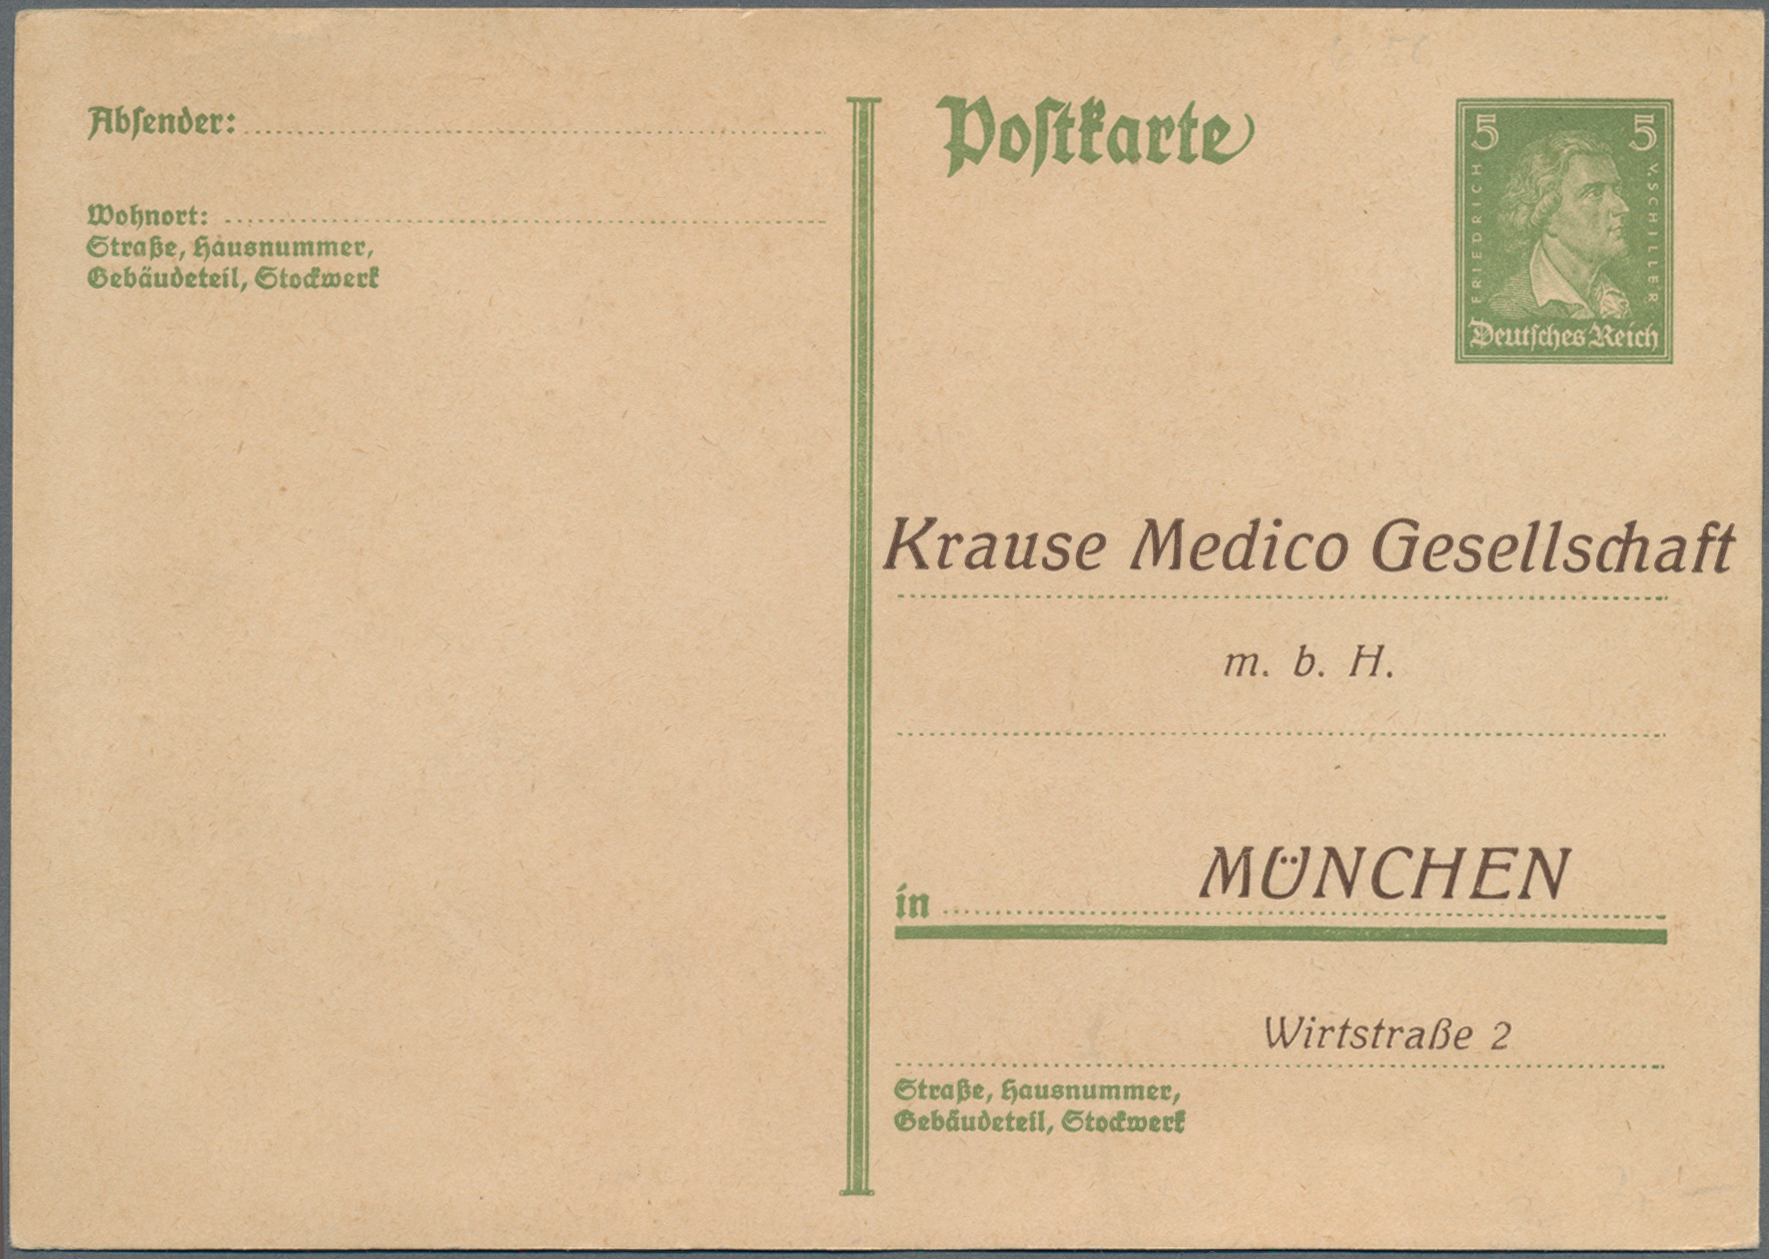 Absender:
Wohnort:
Straße, Hausnummer,
Gebäudeteil, Stockwerk
Postkarte
5 5
FRIEDRICH V. SCHILLER
Deutsches Reich
Krause Medico Gesellschaft
m. b. H.
in MÜNCHEN
Wirtstraße 2
Straße, Hausnummer,
Gebäudeteil, Stockwerk